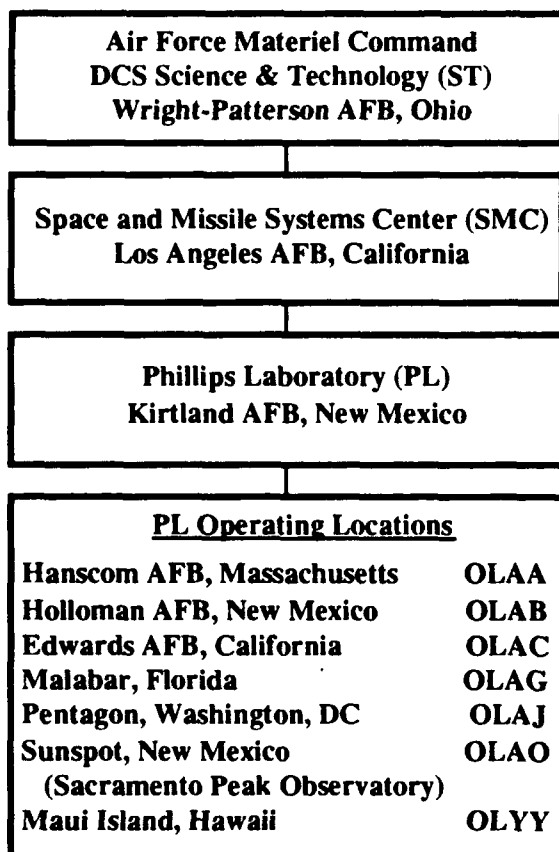 Air Force Materiel Command
DCS Science & Technology (ST)
Wright-Patterson AFB, Ohio
Space and Missile Systems Center (SMC)
Los Angeles AFB, California
Phillips Laboratory (PL)
Kirtland AFB, New Mexico
PL Operating Locations
Hanscom AFB, Massachusetts OLAA
Holloman AFB, New Mexico OLAB
Edwards AFB, California OLAC
Malabar, Florida OLAG
Pentagon, Washington, DC OLAJ
Sunspot, New Mexico OLAO
(Sacramento Peak Observatory)
Maui Island, Hawaii OLYY